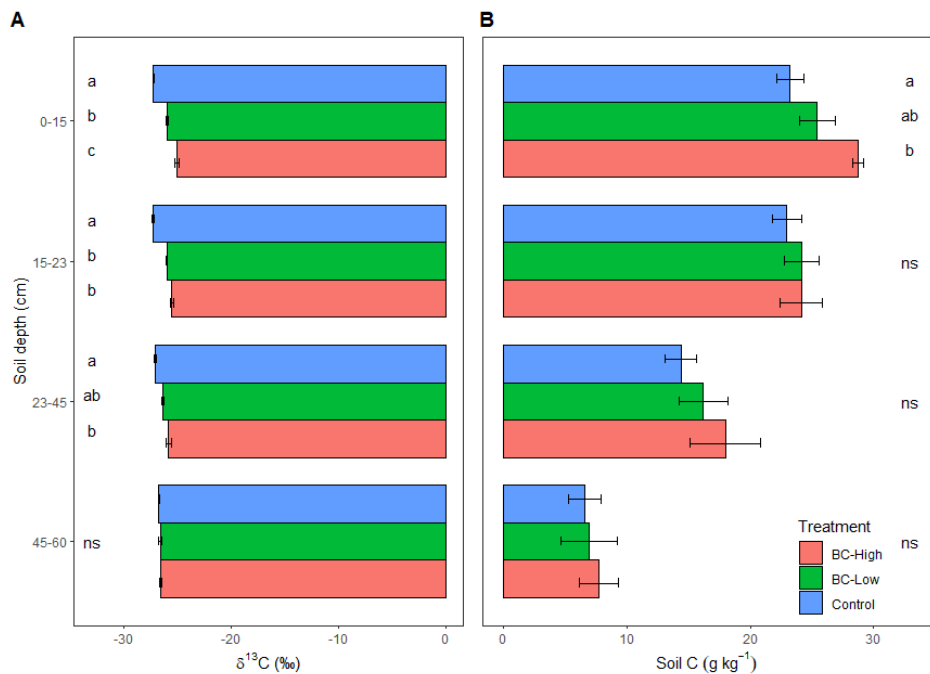 A
B
Soil depth (cm)
0-15
a
b
c
a
ab
b
15-23
a
b
b
ns
23-45
a
ab
b
ns
45-60
ns
ns
Treatment
BC-High
BC-Low
Control
-30 -20 -10 0
0 10 20 30
δ¹³C (‰)
Soil C (g kg⁻¹)